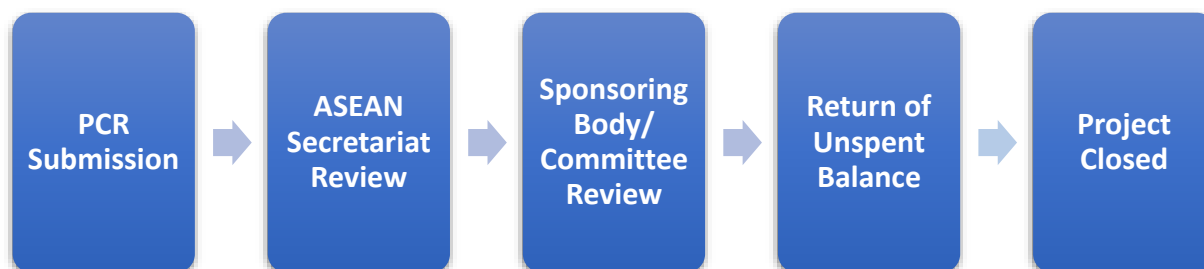 PCR
Submission
ASEAN
Secretariat
Review
Sponsoring
Body/
Committee
Review
Return of
Unspent
Balance
Project
Closed